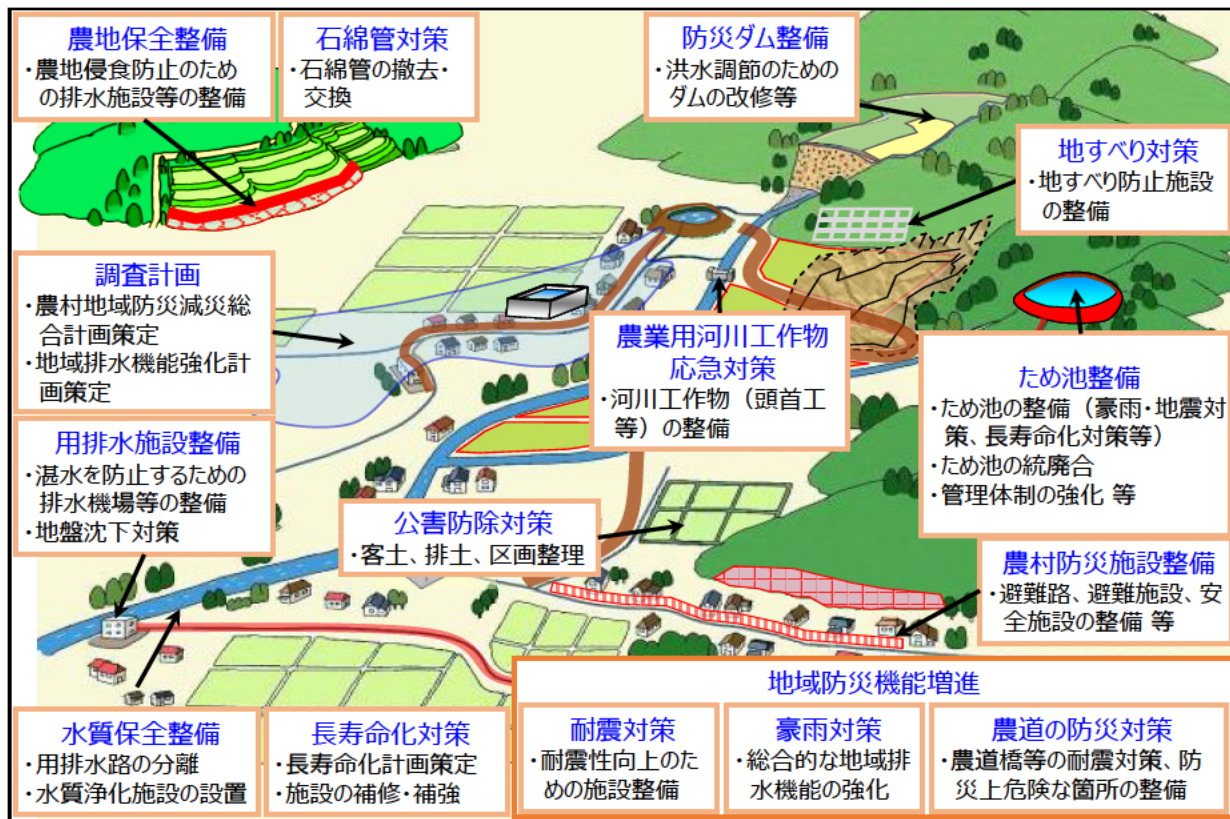 農地保全整備
・農地侵食防止のため
の排水施設等の整備
石綿管対策
・石綿管の撤去・
交換
防災ダム整備
・洪水調節のための
ダムの改修等
地すべり対策
・地すべり防止施設
の整備
調査計画
・農村地域防災減災総
合計画策定
・地域排水機能強化計
画策定
農業用河川工作物
応急対策
・河川工作物（頭首工
等）の整備
ため池整備
・ため池の整備（豪雨・地震対
策、長寿命化対策等）
・ため池の統廃合
・管理体制の強化 等
用排水施設整備
・湛水を防止するための
排水機場等の整備
・地盤沈下対策
公害防除対策
・客土、排土、区画整理
農村防災施設整備
・避難路、避難施設、安
全施設の整備 等
水質保全整備
・用排水路の分離
・水質浄化施設の設置
長寿命化対策
・長寿命化計画策定
・施設の補修・補強
地域防災機能増進
耐震対策
・耐震性向上のた
めの施設整備
豪雨対策
・総合的な地域排
水機能の強化
農道の防災対策
・農道橋等の耐震対策、防
災上危険な箇所の整備